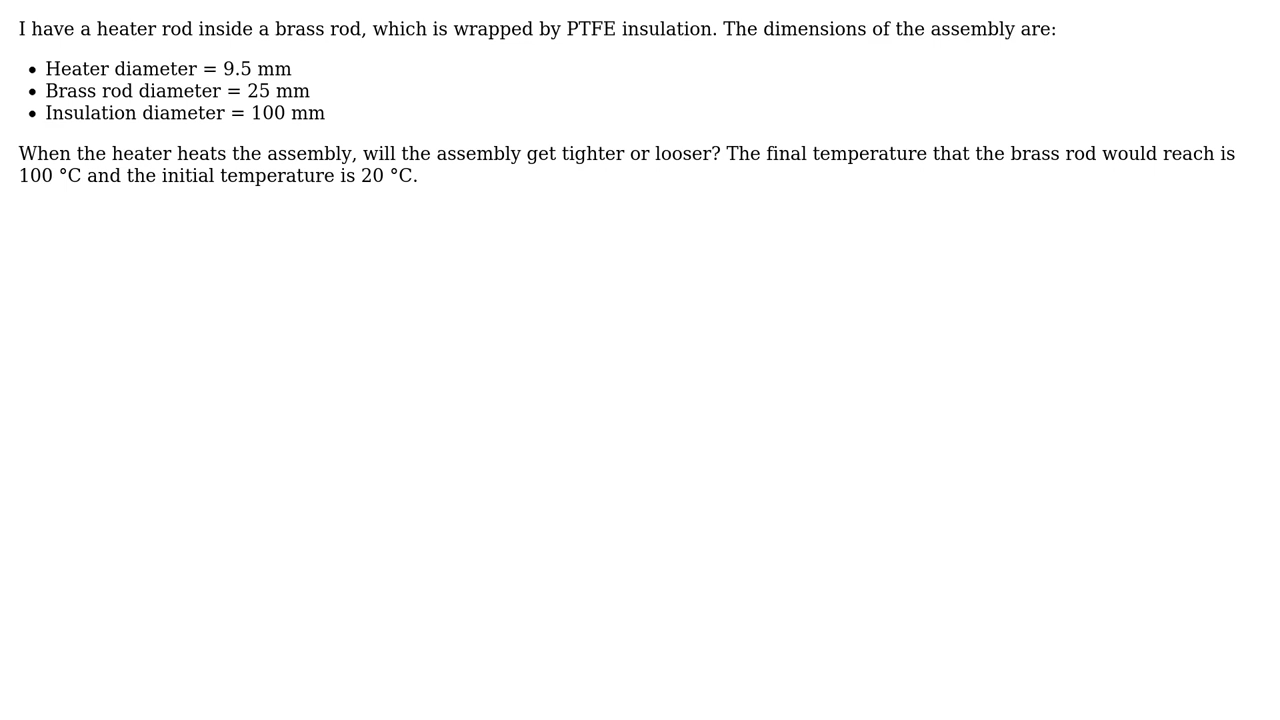 I have a heater rod inside a brass rod, which is wrapped by PTFE insulation. The dimensions of the assembly are:
• Heater diameter = 9.5 mm
• Brass rod diameter = 25 mm
• Insulation diameter = 100 mm
When the heater heats the assembly, will the assembly get tighter or looser? The final temperature that the brass rod would reach is
100 °C and the initial temperature is 20 °C.